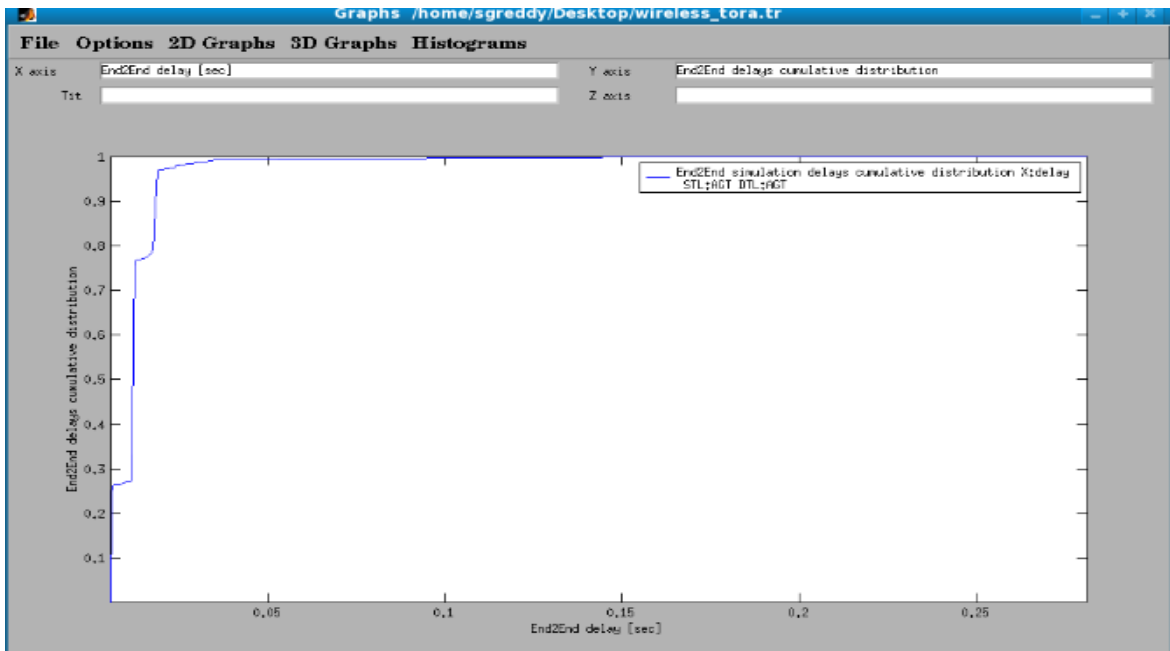 Graphs /home/sgreddy/Desktop/wireless_tora.tr
File Options 2D Graphs 3D Graphs Histograms
X axis End2End delay [sec] Y axis End2End delays cumulative distribution
Tit Z axis
End2End simulation delays cumulative distribution X:delay
STL:AGT DTL:AGT
End2End delays cumulative distribution
1
0.9
0.8
0.7
0.6
0.5
0.4
0.3
0.2
0.1
0.05 0.1 0.15 0.2 0.25
End2End delay [sec]